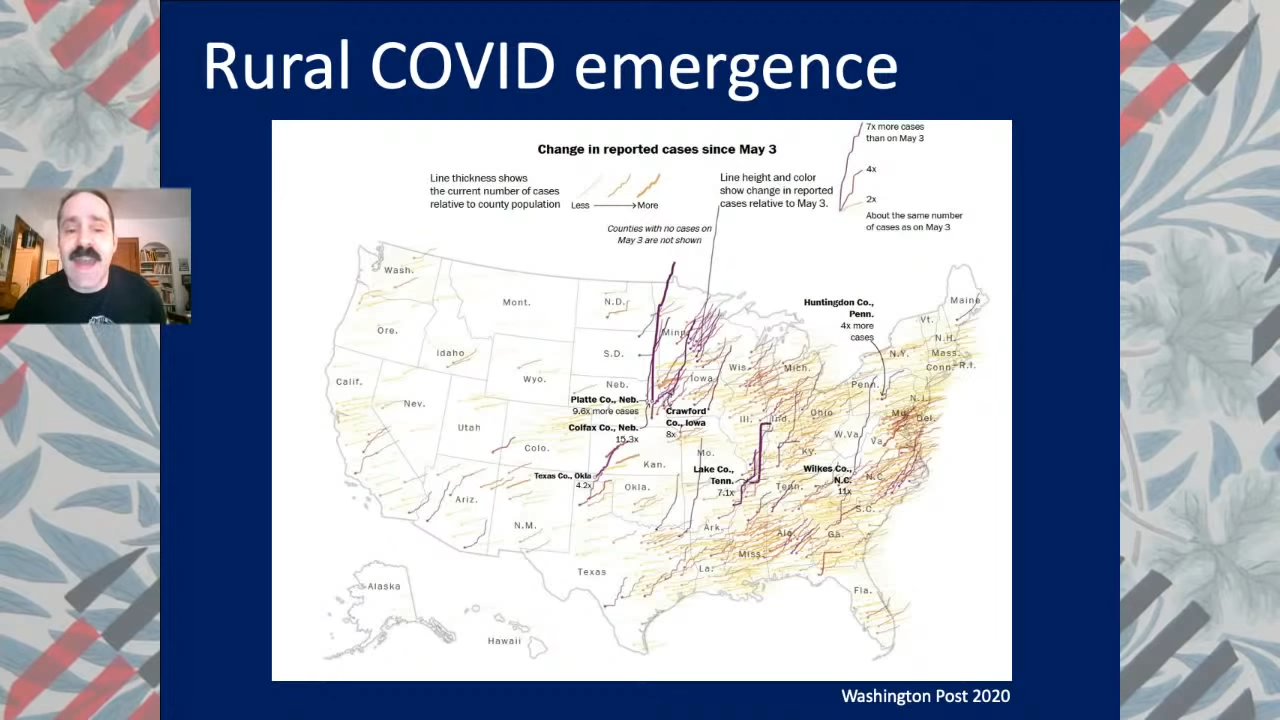 Rural COVID emergence
Change in reported cases since May 3
Line thickness shows
the current number of cases
relative to county population
Less
More
Line height and color
show change in reported
cases relative to May 3.
7x more cases
than on May 3
4x
2x
About the same number
of cases as on May 3
Counties with no cases on
May 3 are not shown
Wash.
Mont.
N.D.
Minn.
Huntingdon Co.,
Penn.
4x more
cases
Maine
Vt.
N.H.
Ore.
Idaho
S.D.
Wis.
Mich.
N.Y.
Mass.
Conn.
R.I.
Calif.
Nev.
Wyo.
Neb.
Iowa
Penn.
N.J.
Platte Co., Neb.
9.6x more cases
Crawford
Co., Iowa
8x
Colfax Co., Neb.
15.3x
Ill.
Ind.
Ohio
Md.
Del.
Utah
Colo.
Kan.
Mo.
Ky.
W.Va.
Va.
Texas Co., Okla.
4.2x
Lake Co.,
Tenn.
7.1x
Wilkes Co.,
N.C.
11x
Ariz.
N.M.
Okla.
Tenn.
N.C.
Ark.
S.C.
Miss.
Ala.
Ga.
Texas
La.
Fla.
Alaska
Hawaii
Washington Post 2020